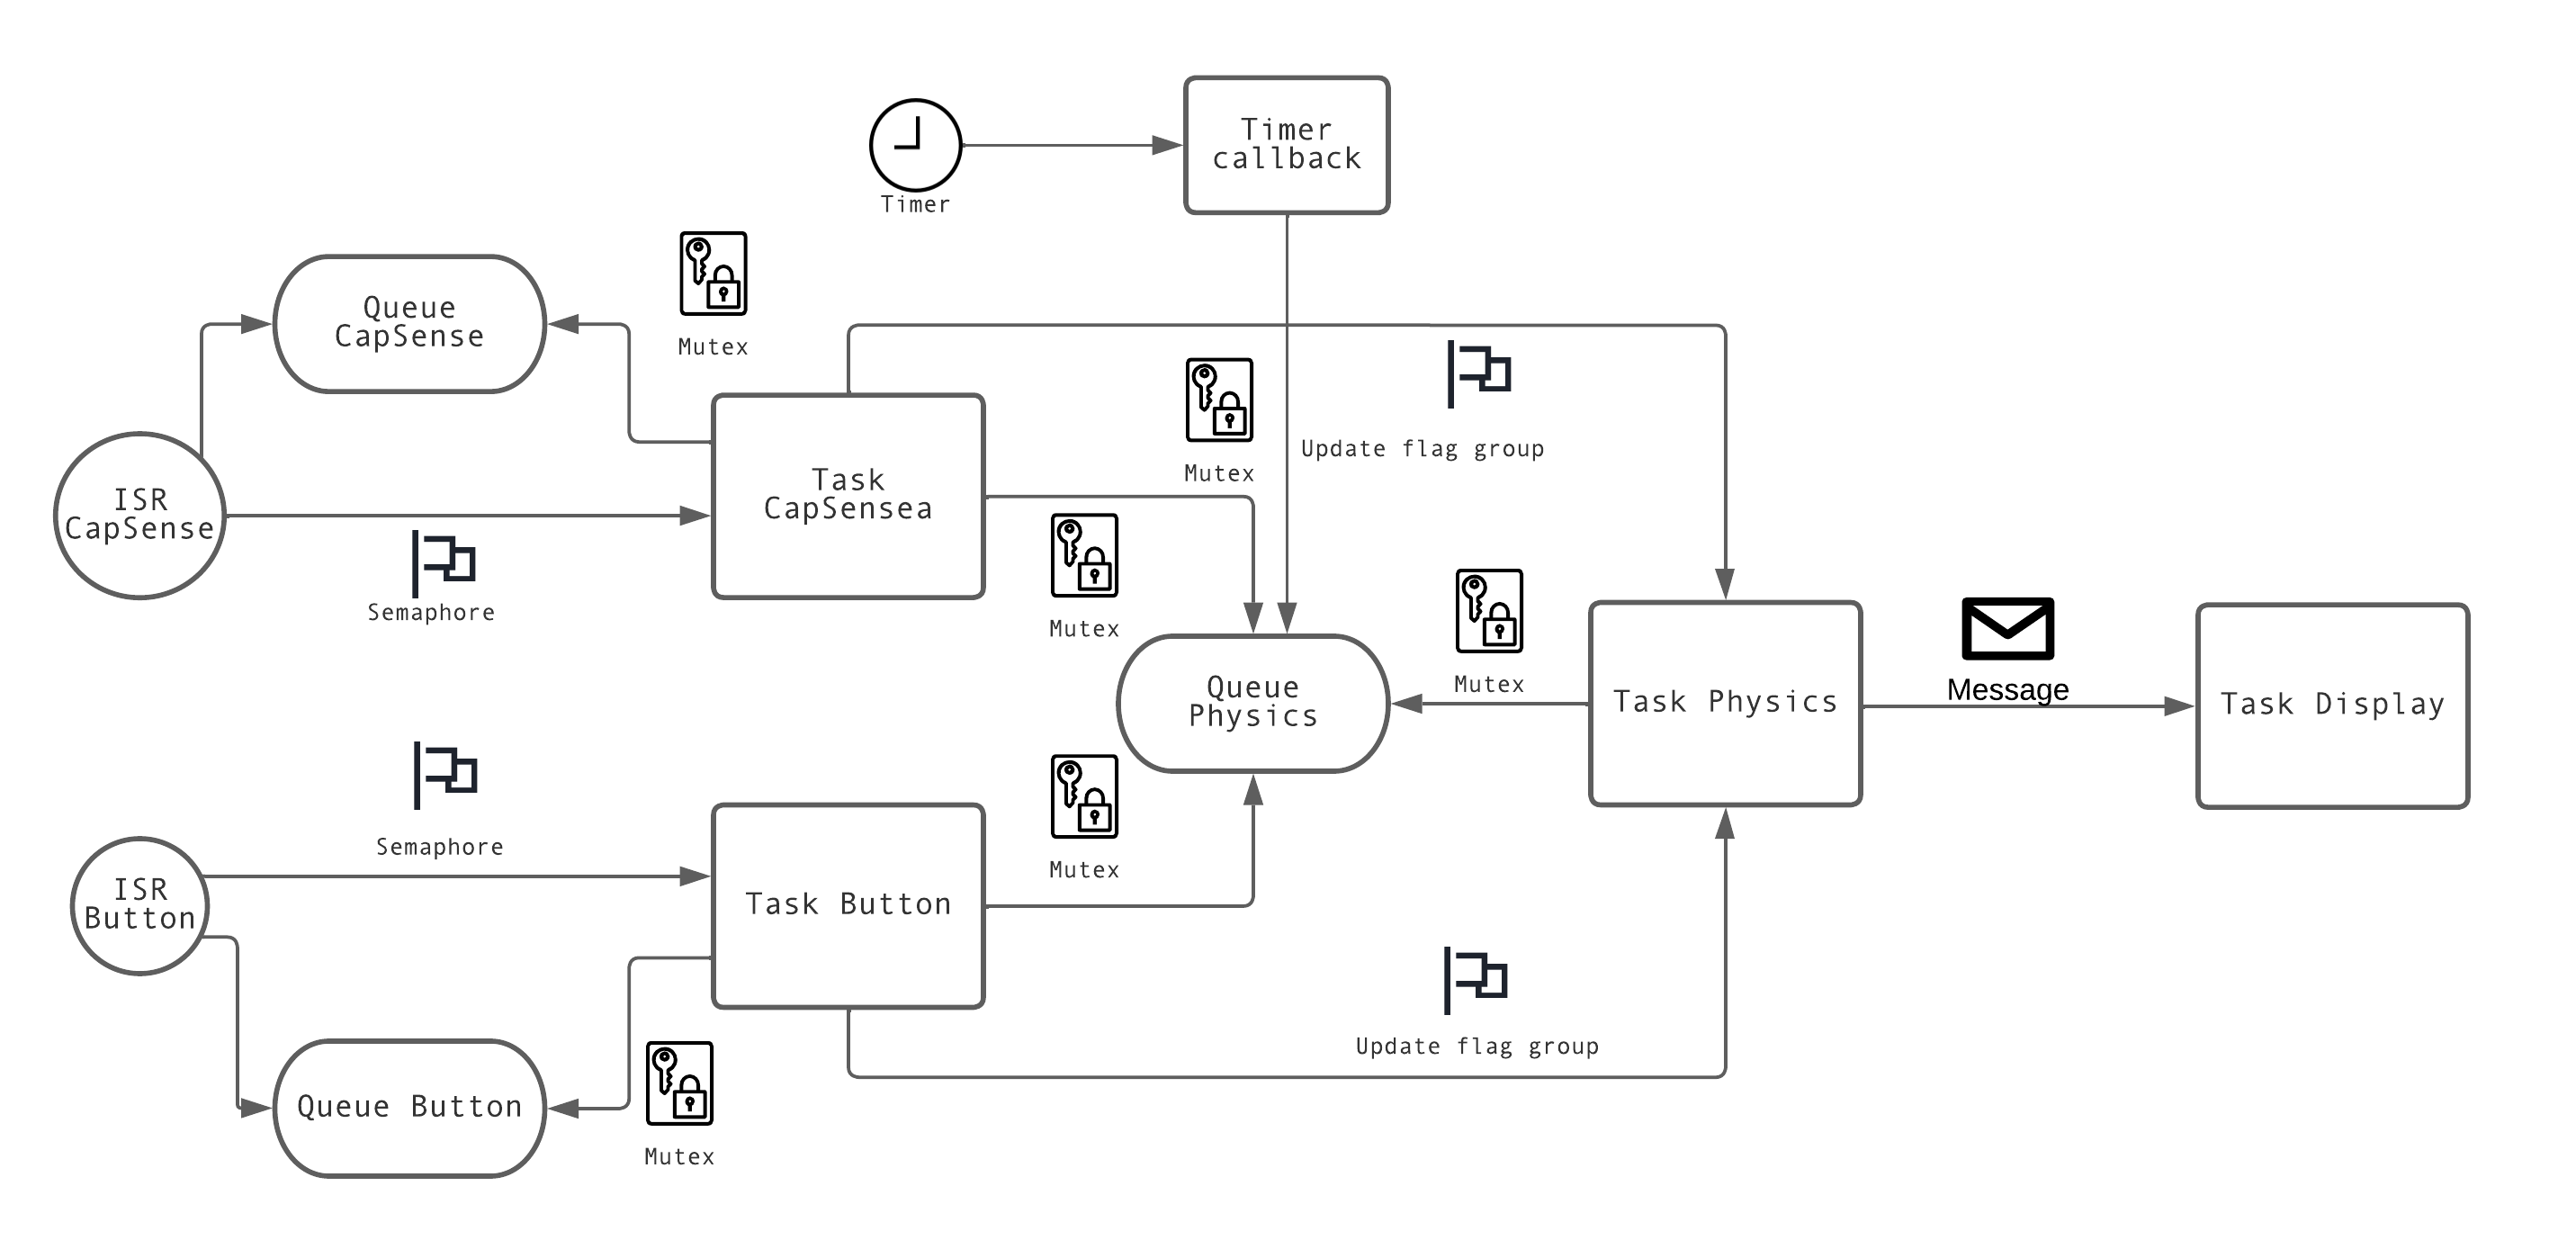 Timer
callback
Timer
Queue
CapSense
Mutex
Update flag group
Mutex
Task
CapSensea
ISR
CapSense
Semaphore
Mutex
Mutex
Message
Queue
Physics
Task Physics
Task Display
Semaphore
Mutex
ISR
Button
Task Button
Update flag group
Queue Button
Mutex